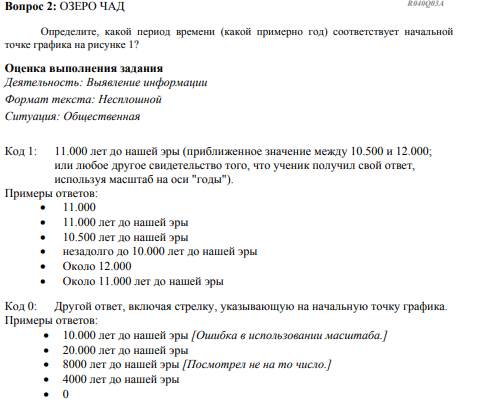 Вопрос 2: ОЗЕРО ЧАД
R040Q03A
Определите, какой период времени (какой примерно год) соответствует начальной
точке графика на рисунке 1?
Оценка выполнения задания
Деятельность: Выявление информации
Формат текста: Несплошной
Ситуация: Общественная
Код 1: 11.000 лет до нашей эры (приближенное значение между 10.500 и 12.000;
или любое другое свидетельство того, что ученик получил свой ответ,
используя масштаб на оси "годы").
Примеры ответов:
• 11.000
• 11.000 лет до нашей эры
• 10.500 лет до нашей эры
• незадолго до 10.000 лет до нашей эры
• Около 12.000
• Около 11.000 лет до нашей эры
Код 0: Другой ответ, включая стрелку, указывающую на начальную точку графика.
Примеры ответов:
• 10.000 лет до нашей эры [Ошибка в использовании масштаба.]
• 20.000 лет до нашей эры
• 8000 лет до нашей эры [Посмотрел не на то число.]
• 4000 лет до нашей эры
• 0